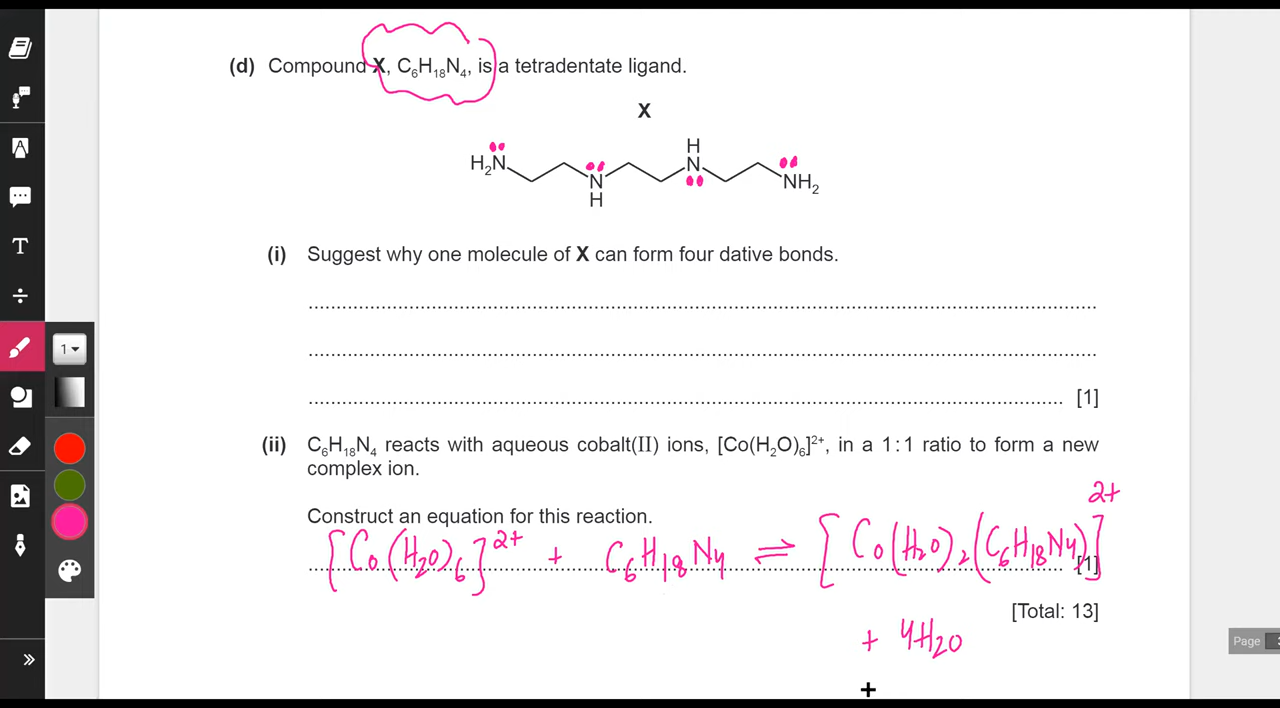 (d) Compound X, C₆H₁₈N₄, is a tetradentate ligand.
X
H₂N N H H N NH₂
(i) Suggest why one molecule of X can form four dative bonds.
[1]
(ii) C₆H₁₈N₄ reacts with aqueous cobalt(II) ions, [Co(H₂O)₆]²⁺, in a 1:1 ratio to form a new
complex ion.
Construct an equation for this reaction.
[Co(H₂O)₆]²⁺ + C₆H₁₈N₄ ⇌ [Co(H₂O)₂(C₆H₁₈N₄)]²⁺
[1]
[Total: 13]
+ 4H₂O
T
1
Page